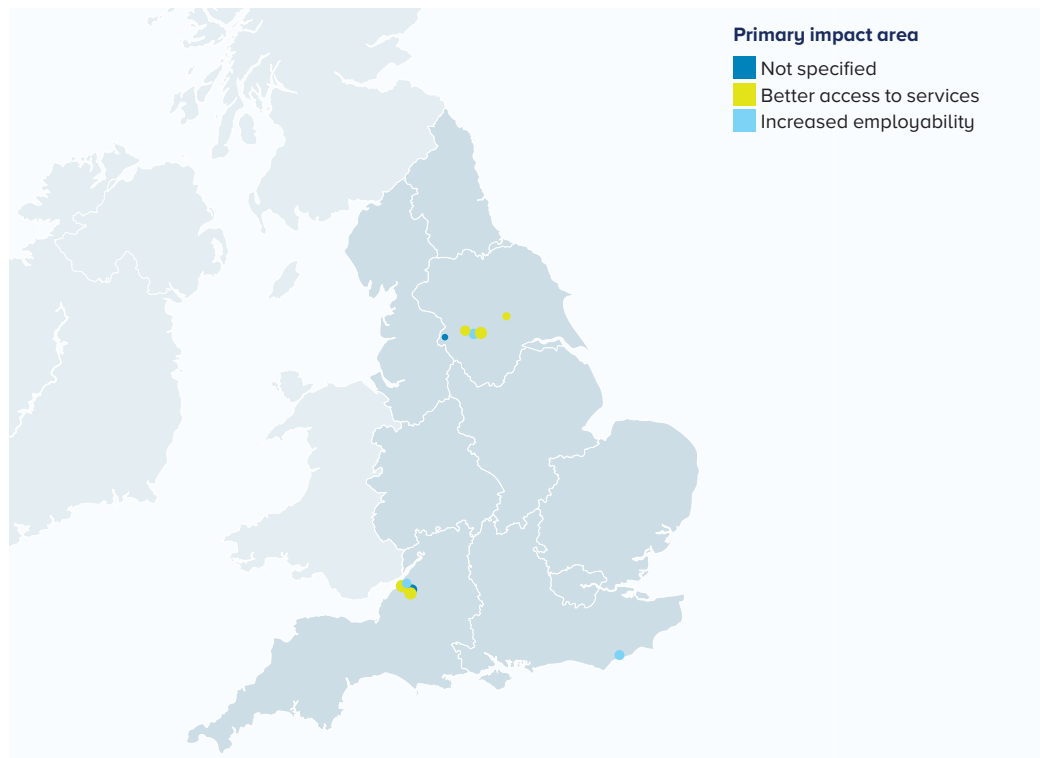 Primary impact area
Not specified
Better access to services
Increased employability